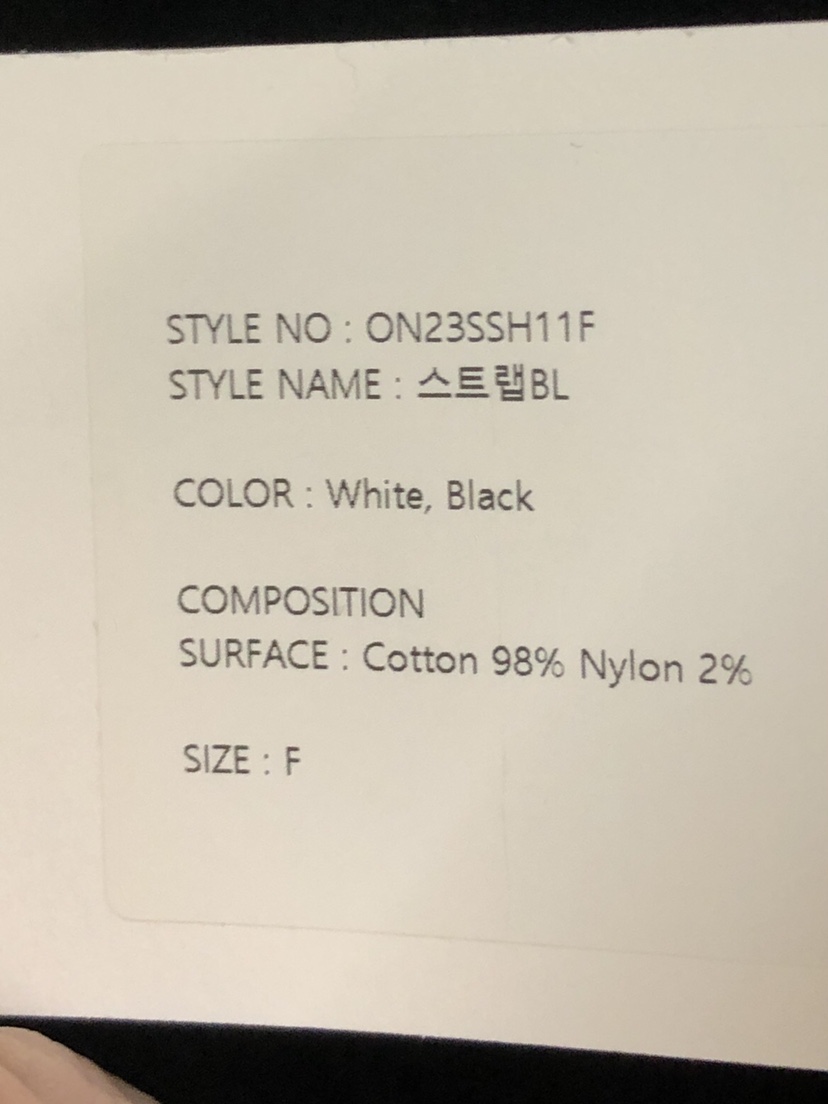 STYLE NO : ON23SSH11F
STYLE NAME : 스트랩BL
COLOR : White, Black
COMPOSITION
SURFACE : Cotton 98% Nylon 2%
SIZE : F